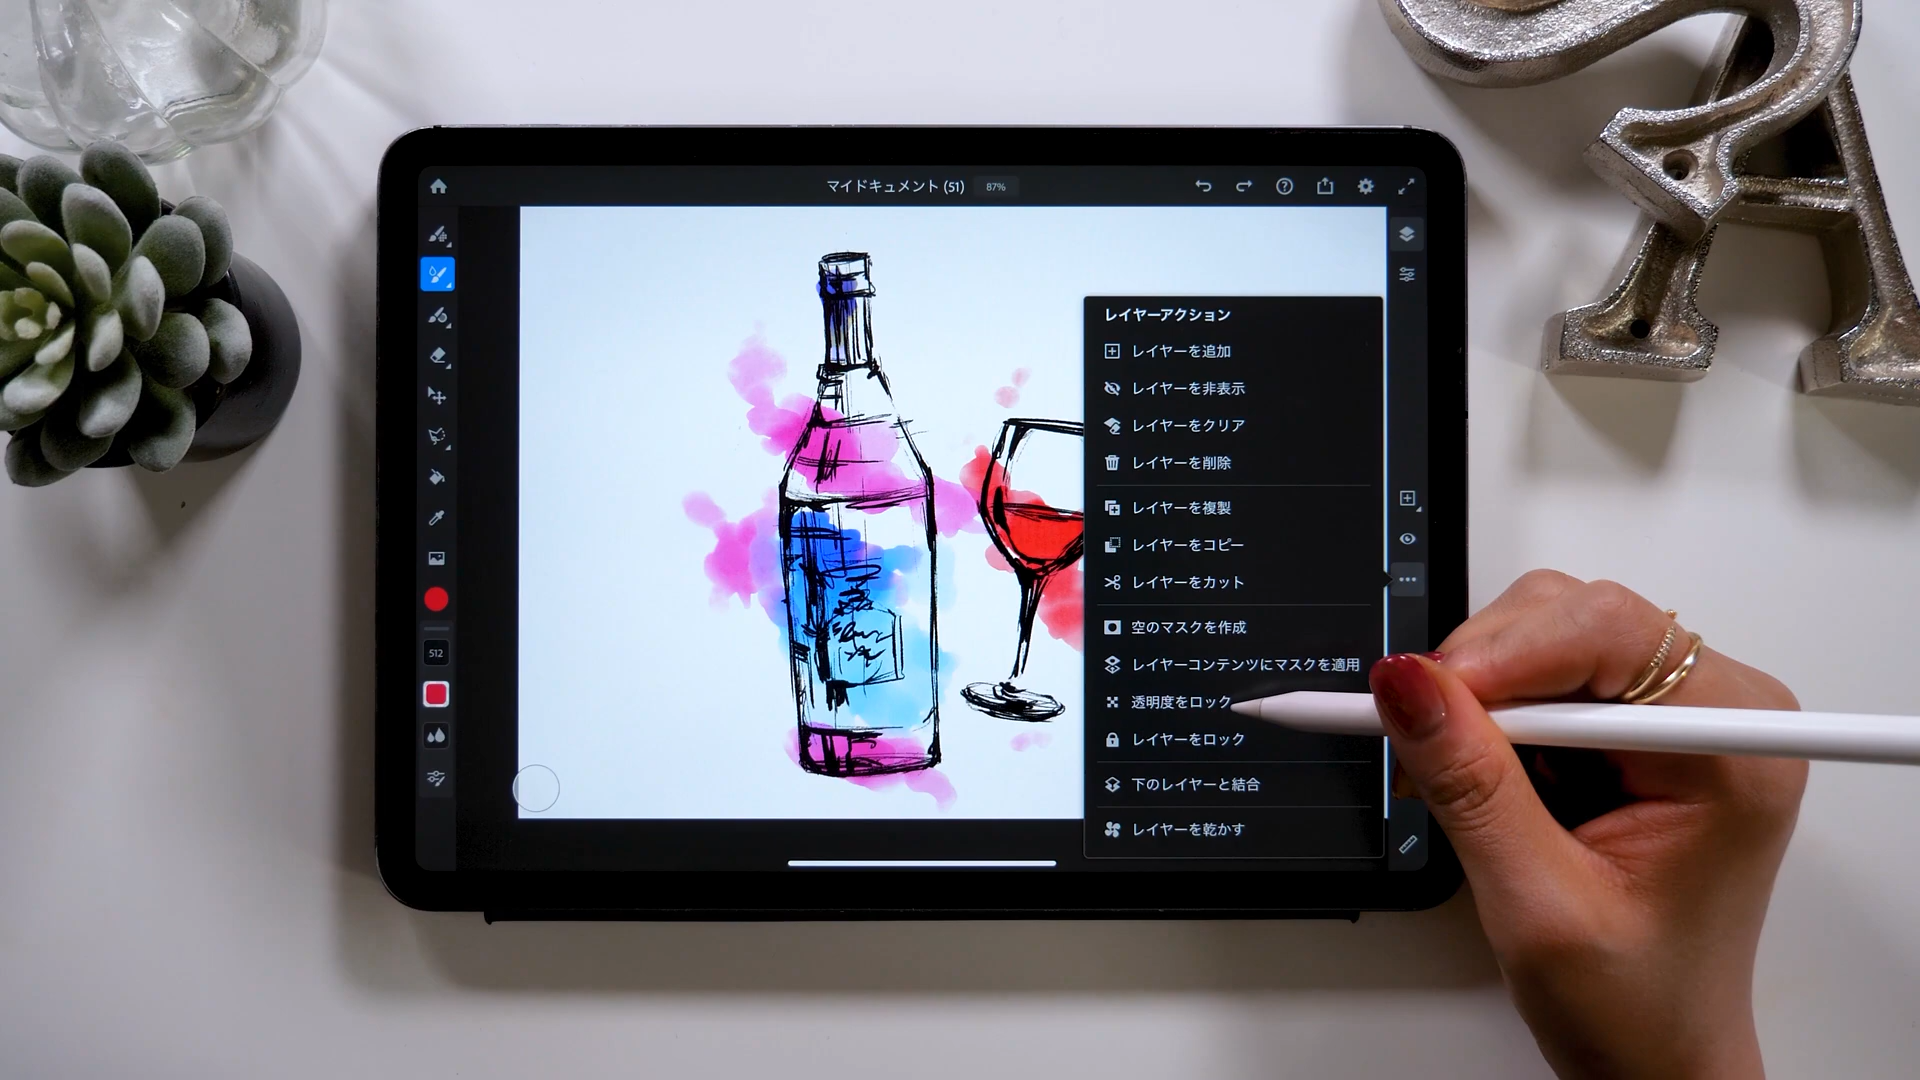 マイドキュメント (51)
87%
レイヤーアクション
レイヤーを追加
レイヤーを非表示
レイヤーをクリア
レイヤーを削除
レイヤーを複製
レイヤーをコピー
レイヤーをカット
空のマスクを作成
レイヤーコンテンツにマスクを適用
透明度をロック
レイヤーをロック
下のレイヤーと結合
レイヤーを乾かす
512
S
A